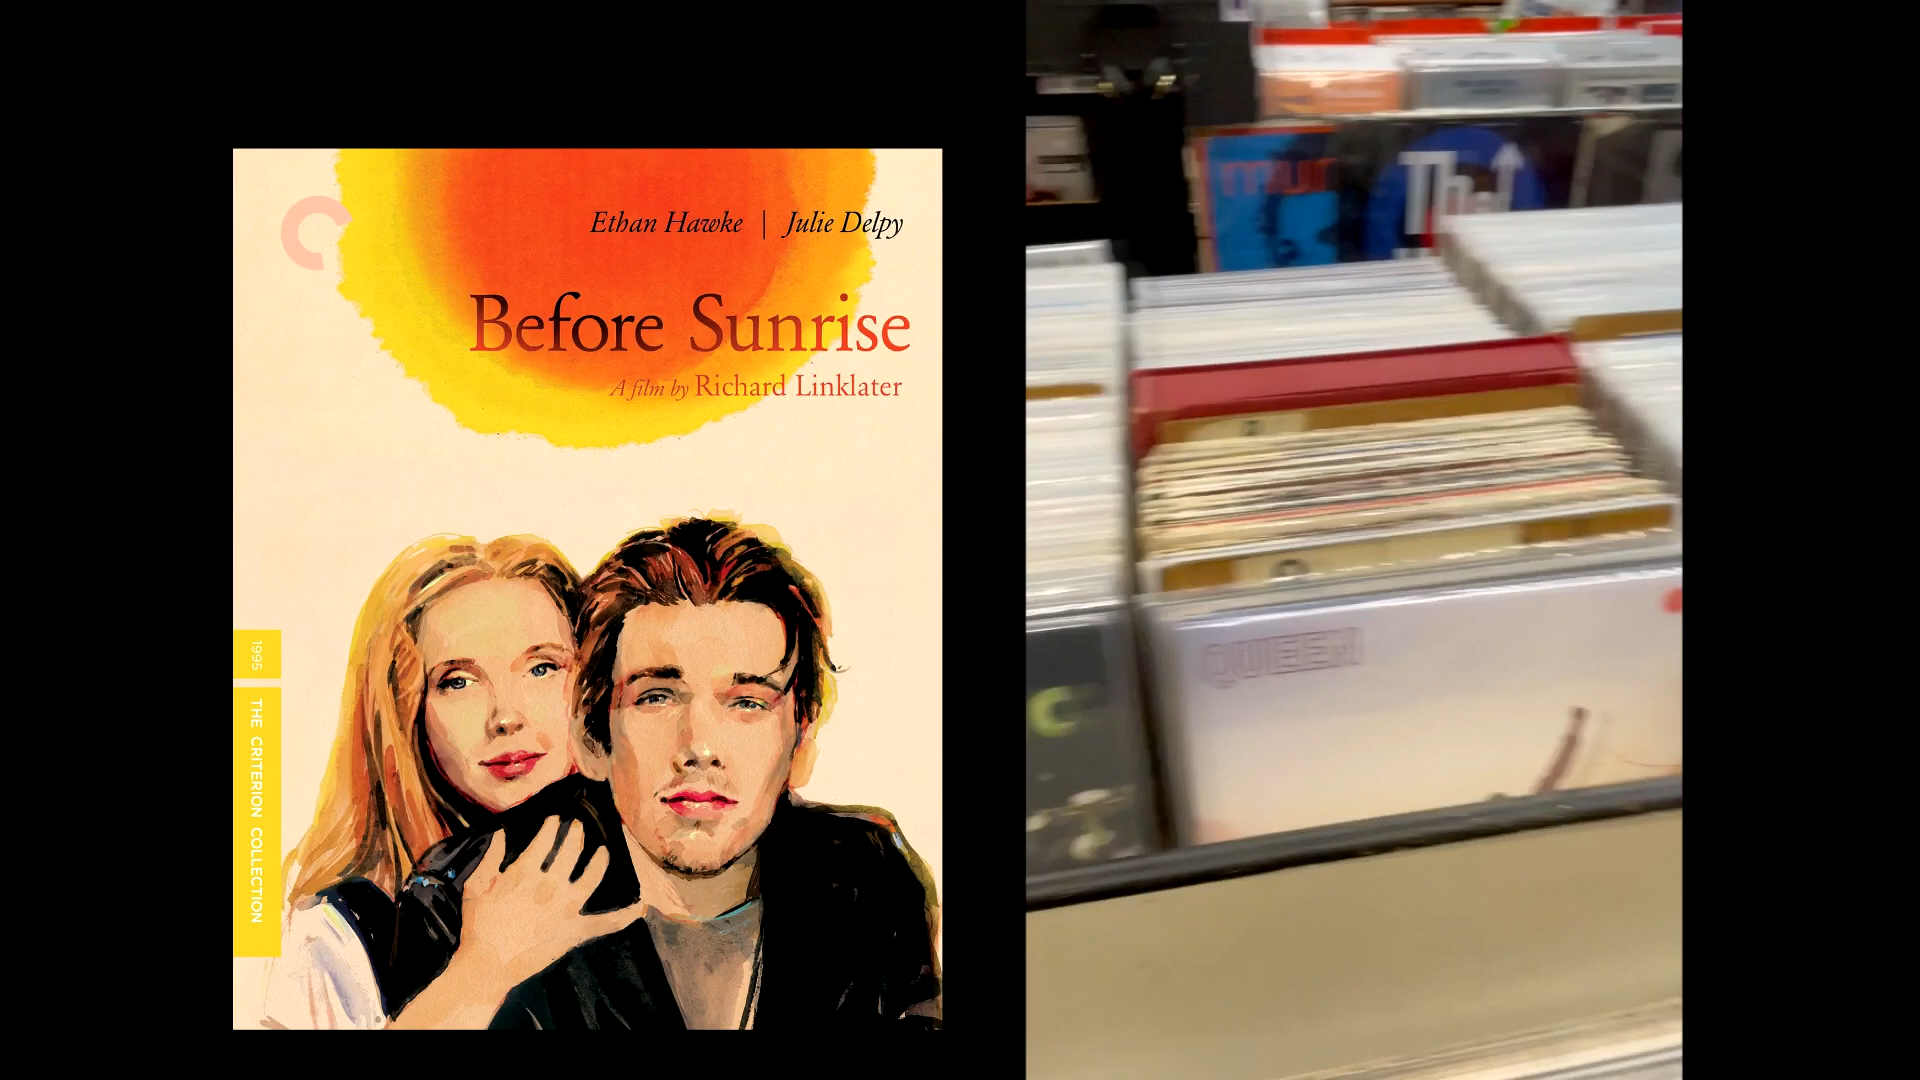 Ethan Hawke | Julie Delpy
Before Sunrise
A film by Richard Linklater
1995
THE CRITERION COLLECTION
QUEEN